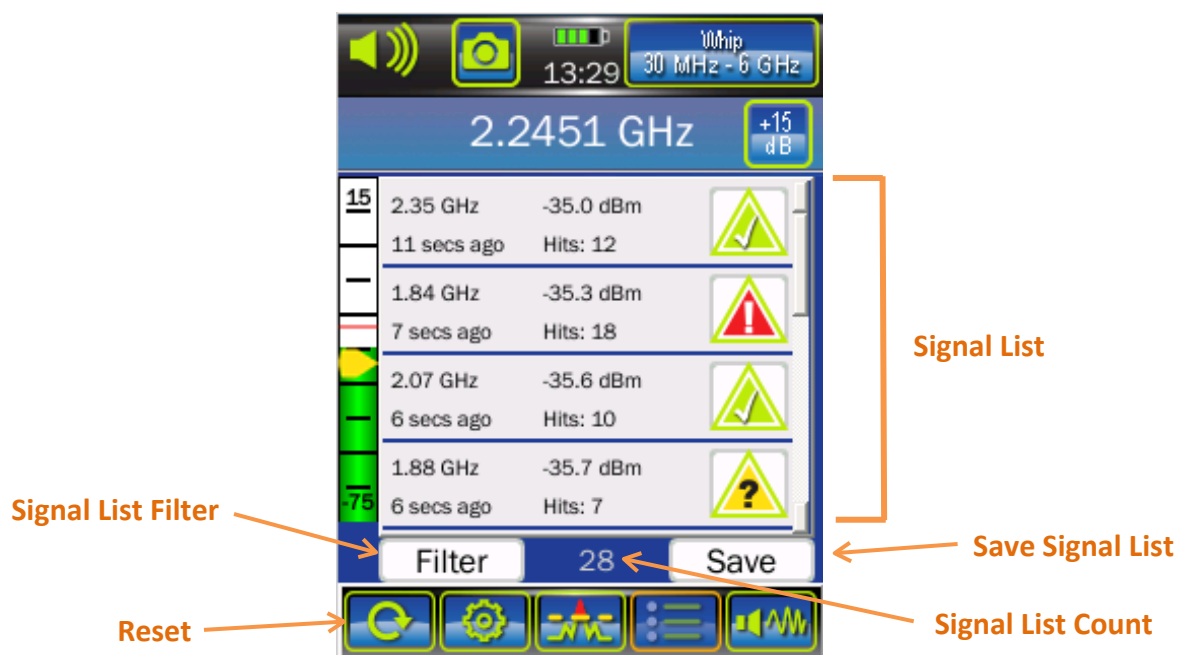 Whip
13:29
30 MHz - 6 GHz
2.2451 GHz
+15
dB
15
2.35 GHz -35.0 dBm
11 secs ago Hits: 12
1.84 GHz -35.3 dBm
7 secs ago Hits: 18
Signal List
2.07 GHz -35.6 dBm
6 secs ago Hits: 10
1.88 GHz -35.7 dBm
-75
6 secs ago Hits: 7
Signal List Filter
Filter 28 Save
Save Signal List
Reset
Signal List Count